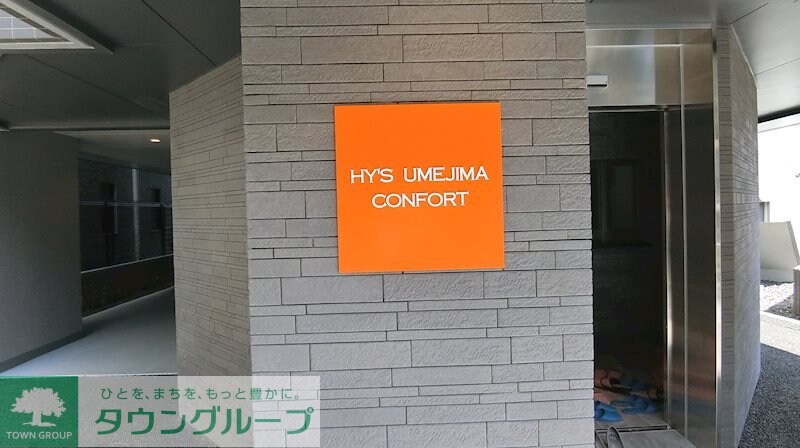 HY'S UMEJIMA
CONFORT
ひとを、まちを、もっと豊かに。
タウングループ
TOWN GROUP